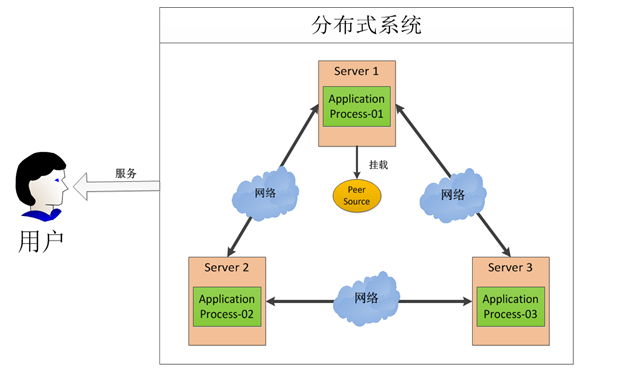 分布式系统
Server 1
Application
Process-01
挂载
服务
Peer
Source
网络
网络
用户
Server 2
Server 3
Application
Process-02
网络
Application
Process-03